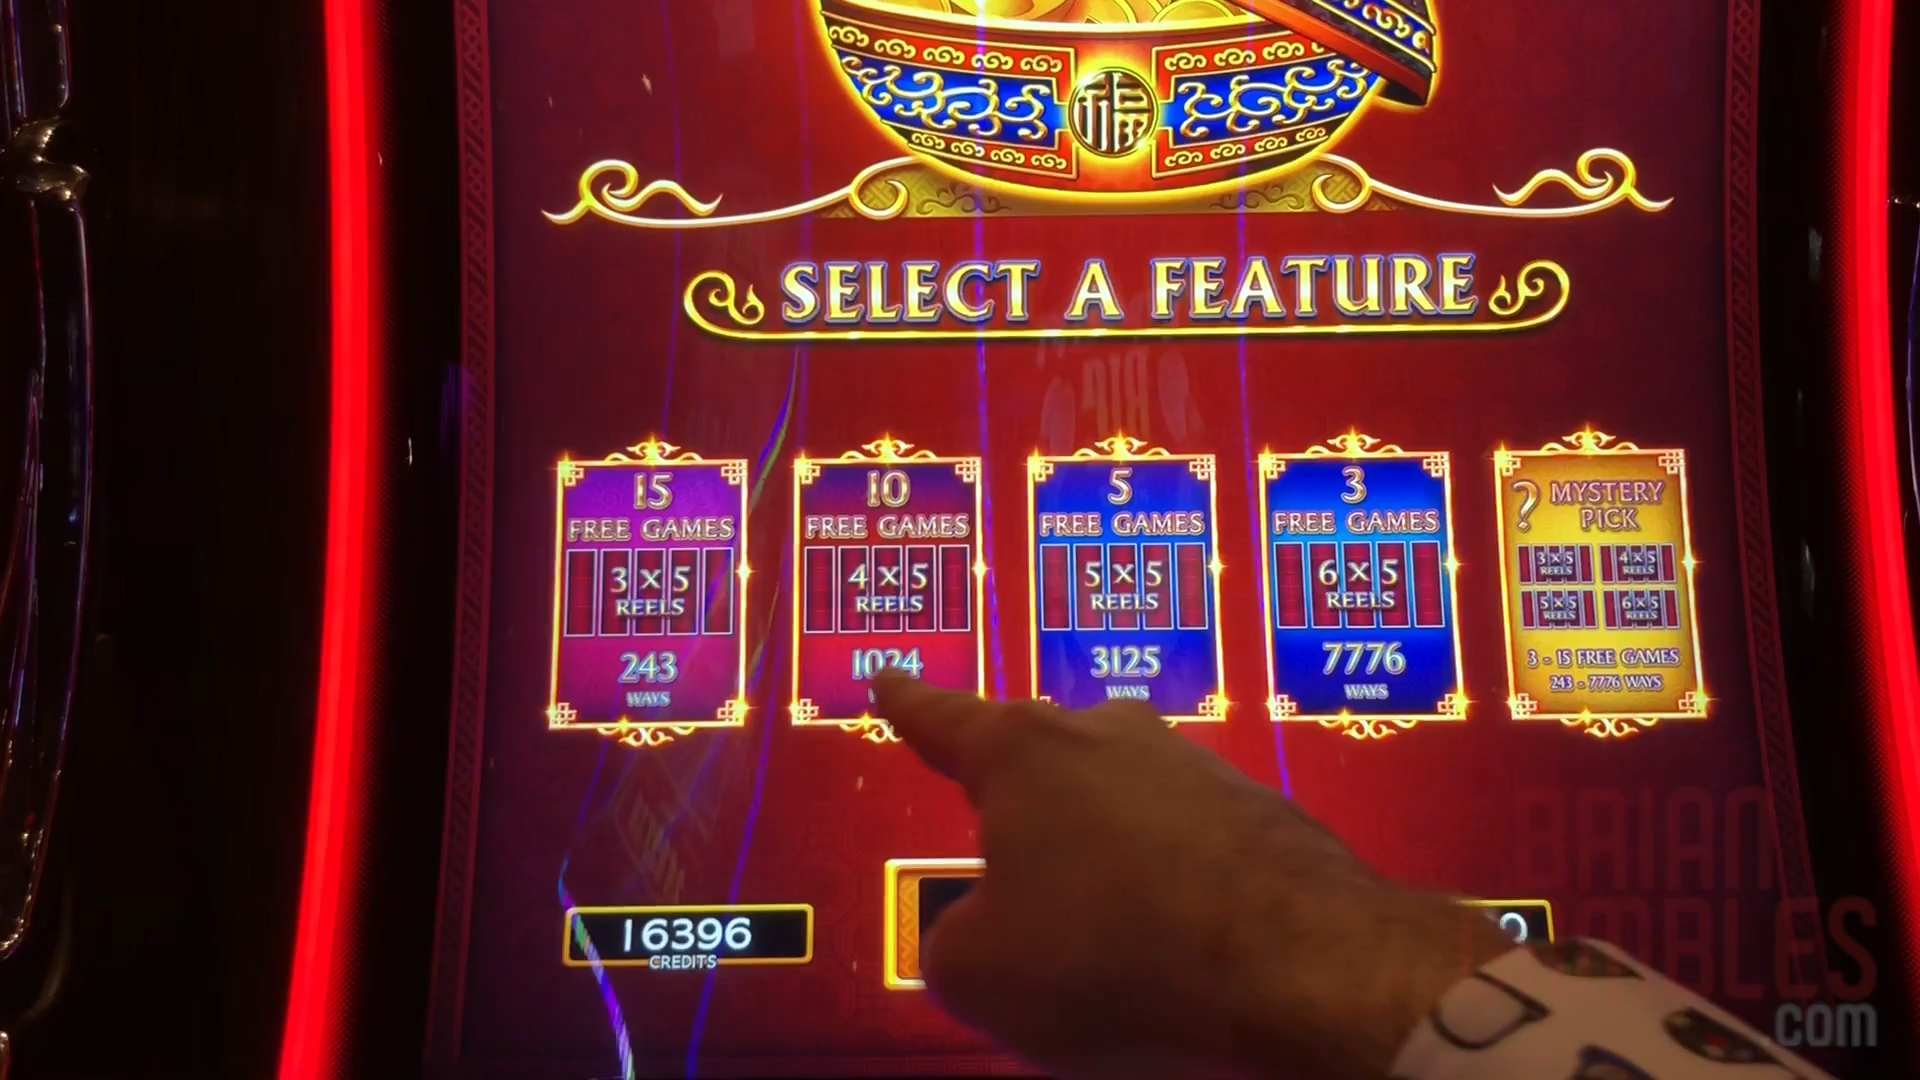 福
SELECT A FEATURE
15
FREE GAMES
3 X 5
REELS
243
WAYS
10
FREE GAMES
4 X 5
REELS
1024
5
FREE GAMES
5 X 5
REELS
3125
WAYS
3
FREE GAMES
6 X 5
REELS
7776
WAYS
? MYSTERY
PICK
3 X 5
REELS
4 X 5
REELS
5 X 5
REELS
6 X 5
REELS
3 - 15 FREE GAMES
243 - 7776 WAYS
16396
CREDITS
BRIAN
MBLES
.com